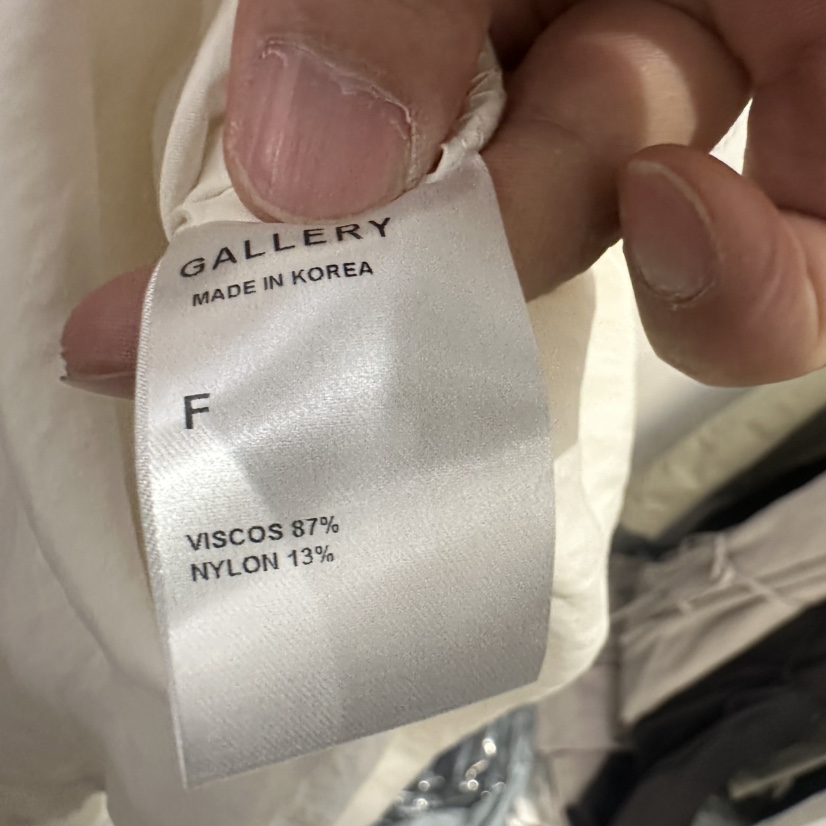 GALLERY
MADE IN KOREA
F
VISCOS 87%
NYLON 13%